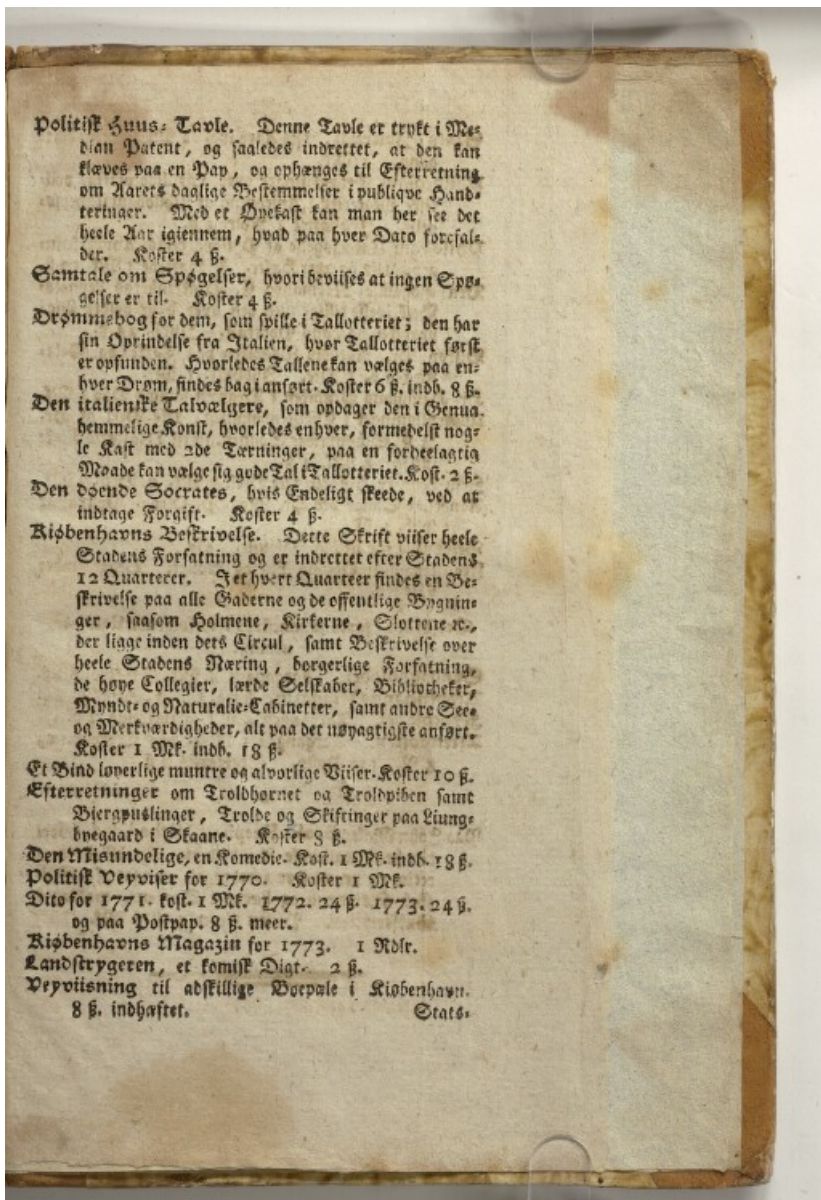 Politisk Huus-Tavle. Denne Tavle er trykt i Me-
dian Patent, og saaledes indrettet, at den kan
klæves paa en Pap, og ophænges til Efterretning
om Aarets daglige Bestemmelser i publiqve Hand-
teringer. Med et Øyekast kan man her see det
heele Aar igiennem, hvad paa hver Dato forefal-
der. Koster 4 ß.
Samtale om Spøgelser, hvori beviises at ingen Spø-
gelser er til. Koster 4 ß.
Drømmebog for dem, som spille i Tallotteriet; den har
sin Oprindelse fra Italien, hvor Tallotteriet først
er opfunden. Hvorledes Tallene kan vælges paa en-
hver Drøm, findes bag i anført. Koster 6 ß. indb. 8 ß.
Den italienske Talvælgere, som opdager den i Genua
hemmelige Konst, hvorledes enhver, formedelst nog-
le Kast med 2de Tærninger, paa en fordeelagtig
Maade kan vælge sig gode Tal i Tallotteriet. Kost. 2 ß.
Den døende Socrates, hvis Endeligt skeede, ved at
indtage Forgift. Koster 4 ß.
Kiøbenhavns Beskrivelse. Dette Skrift viiser heele
Stadens Forfatning og er indrettet efter Stadens
12 Quarterer. I et hvert Quarteer findes en Be-
skrivelse paa alle Gaderne og de offentlige Bygnin-
ger, saasom Holmene, Kirkerne, Slottene ꝛc.,
der ligge inden dets Circul, samt Beskrivelse over
heele Stadens Næring, borgerlige Forfatning,
de høye Collegier, lærde Selskaber, Bibliotheker,
Myndt- og Naturalie-Cabinetter, samt andre See-
og Merkværdigheder, alt paa det nøyagtigste anført.
Koster 1 Mk. indb. 18 ß.
Et Bind løyerlige muntre og alvorlige Viiser. Koster 10 ß.
Efterretninger om Troldhornet og Troldpiben samt
Biergpuslinger, Trolde og Skiftinger paa Liung-
byegaard i Skaane. Koster 8 ß.
Den Misundelige, en Komedie. Kost. 1 Mk. indb. 18 ß.
Politisk Veyviser for 1770. Koster 1 Mk.
Dito for 1771. kost. 1 Mk. 1772. 24 ß. 1773. 24 ß.
og paa Postpap. 8 ß. meer.
Kiøbenhavns Magazin for 1773. 1 Rdlr.
Landstrygeren, et komisk Digt. 2 ß.
Veyviisning til adskillige Boepæle i Kiøbenhavn.
8 ß. indhæftet. Stats-